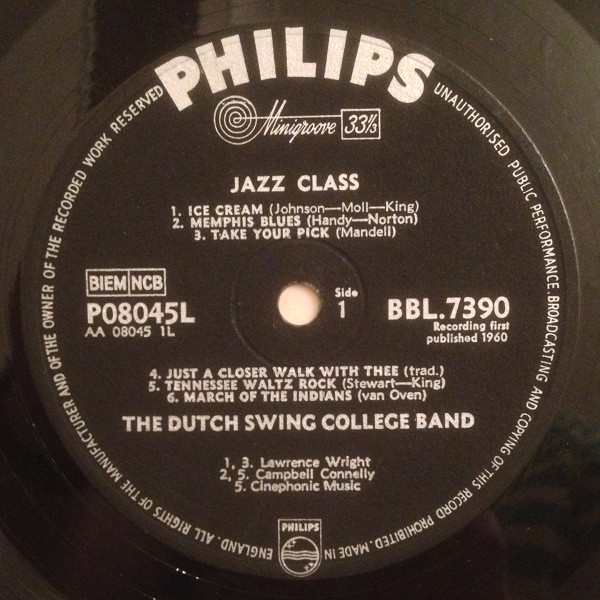 PHILIPS
Minigroove 33⅓
JAZZ CLASS
1. ICE CREAM (Johnson—Moll—King)
2. MEMPHIS BLUES (Handy—Norton)
3. TAKE YOUR PICK (Mandell)
BIEM NCB
P08045L
AA 08045 1L
Side
1
BBL.7390
Recording first
published 1960
4. JUST A CLOSER WALK WITH THEE (trad.)
5. TENNESSEE WALTZ ROCK (Stewart—King)
6. MARCH OF THE INDIANS (van Oven)
THE DUTCH SWING COLLEGE BAND
1, 3. Lawrence Wright
2, 5. Campbell Connelly
5. Cinephonic Music
PHILIPS
ALL RIGHTS OF THE MANUFACTURER AND OF THE OWNER OF THE RECORDED WORK RESERVED
UNAUTHORISED PUBLIC PERFORMANCE. BROADCASTING AND COPYING OF THIS RECORD PROHIBITED. MADE IN ENGLAND.